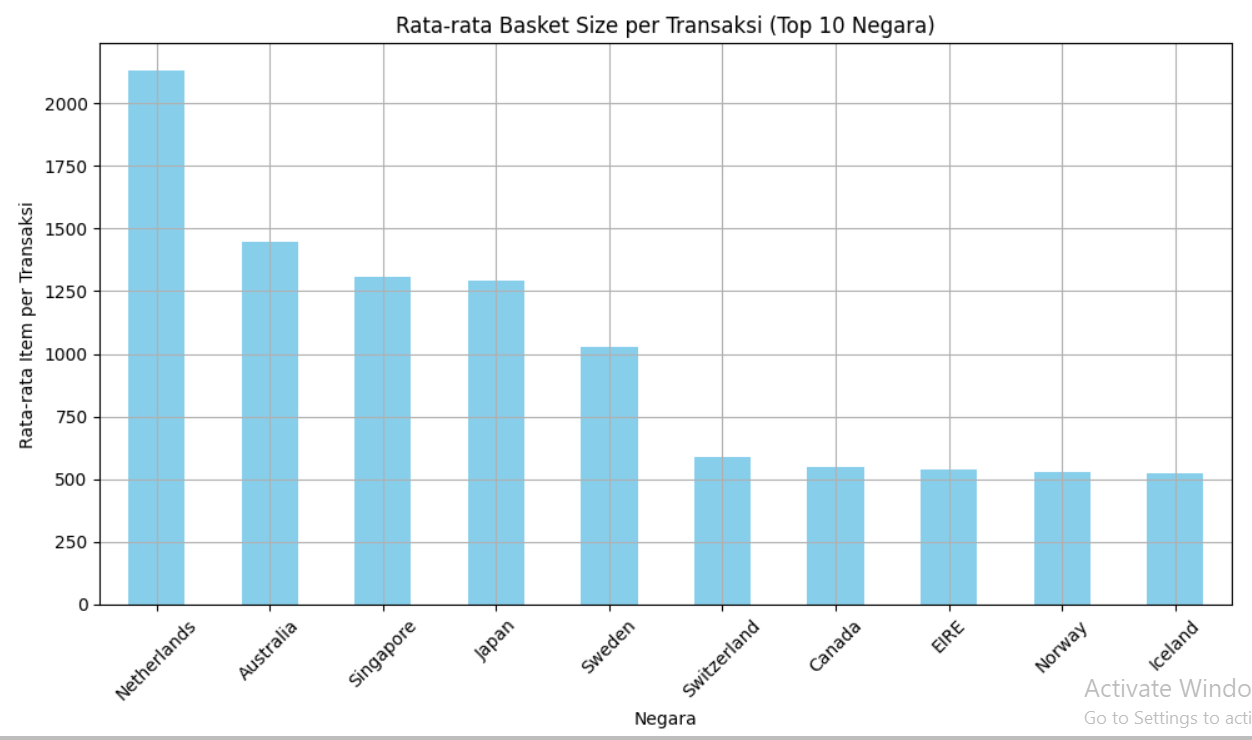 Rata-rata Basket Size per Transaksi (Top 10 Negara)
Rata-rata Item per Transaksi
2000
1750
1500
1250
1000
750
500
250
0
Netherlands
Australia
Singapore
Japan
Sweden
Switzerland
Canada
EIRE
Norway
Iceland
Negara
Activate Windo
Go to Settings to acti